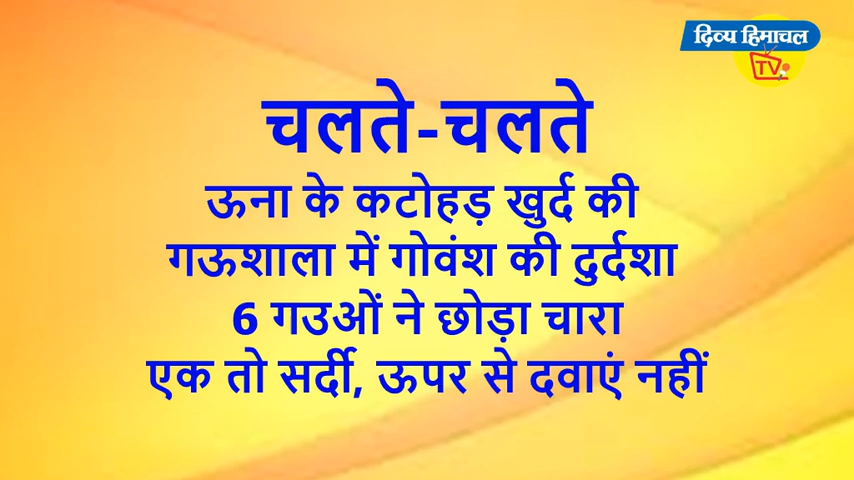 दिव्य हिमाचल
TV
चलते-चलते
ऊना के कटोहड़ खुर्द की
गऊशाला में गोवंश की दुर्दशा
6 गउओं ने छोड़ा चारा
एक तो सर्दी, ऊपर से दवाएं नहीं